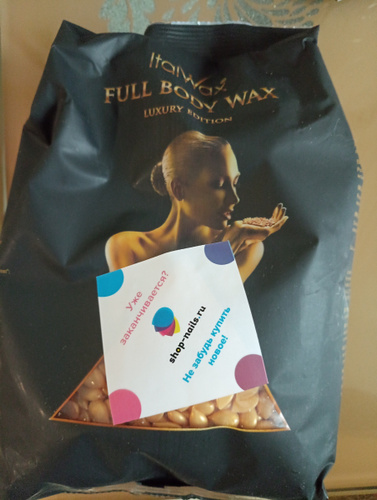 ItalWax
FULL BODY WAX
LUXURY EDITION
Уже
заканчивается?
shop-nails.ru
Не забудь купить
новое!